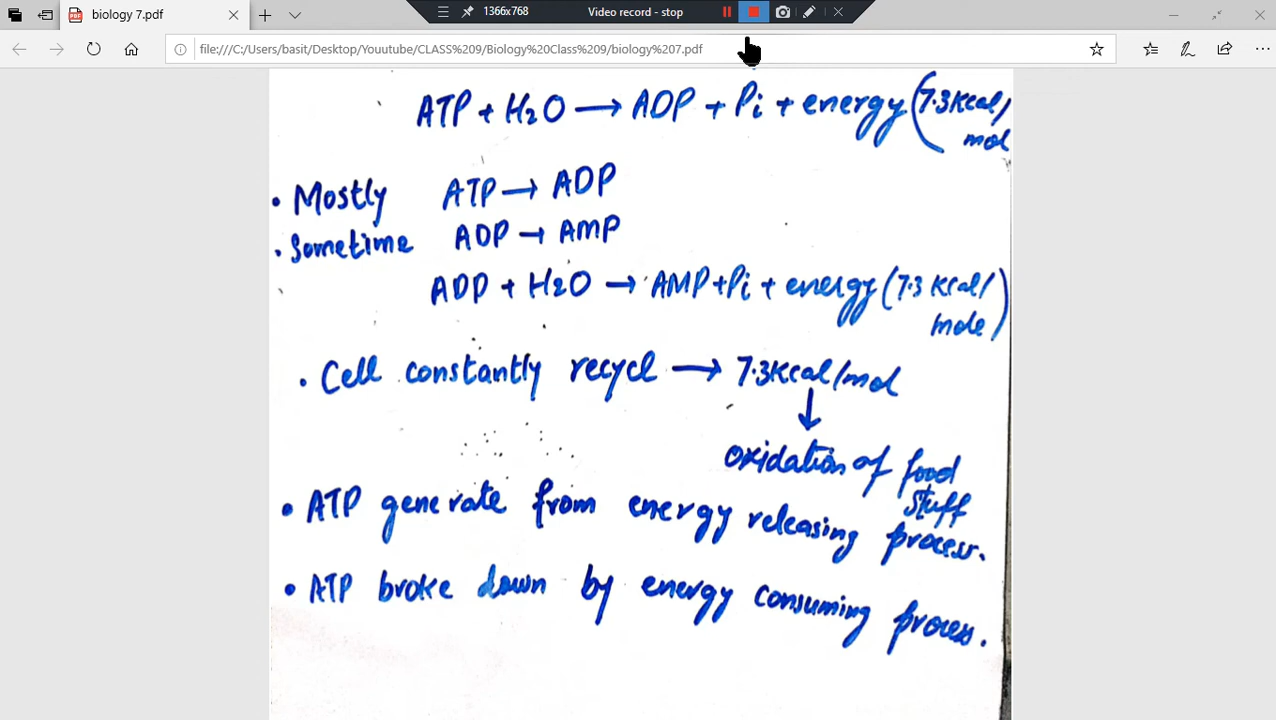 biology 7.pdf
1366x768
Video record - stop
file:///C:/Users/basit/Desktop/Yuutube/CLASS%209/Biology%20Class%209/biology%207.pdf
ATP + H2O → ADP + Pi + energy (7.3Kcal/
mol
• Mostly ATP → ADP
• Sometime ADP → AMP
ADP + H2O → AMP + Pi + energy (7.3 Kcal/
mole)
• Cell constantly recycl → 7.3Kcal/mol
↓
oxidation of food
stuff
• ATP generate from energy releasing process.
• ATP broke down by energy consuming process.